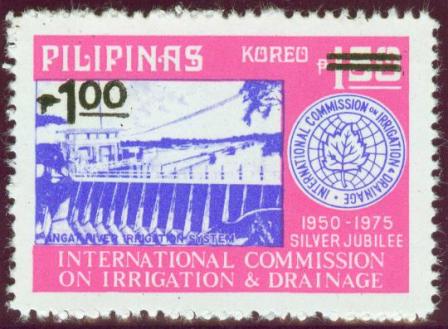 PILIPINAS KOREO P1.50
₱1.00
INTERNATIONAL COMMISSION ON IRRIGATION & DRAINAGE •
ANGAT RIVER IRRIGATION SYSTEM
1950-1975
SILVER JUBILEE
INTERNATIONAL COMMISSION
ON IRRIGATION & DRAINAGE